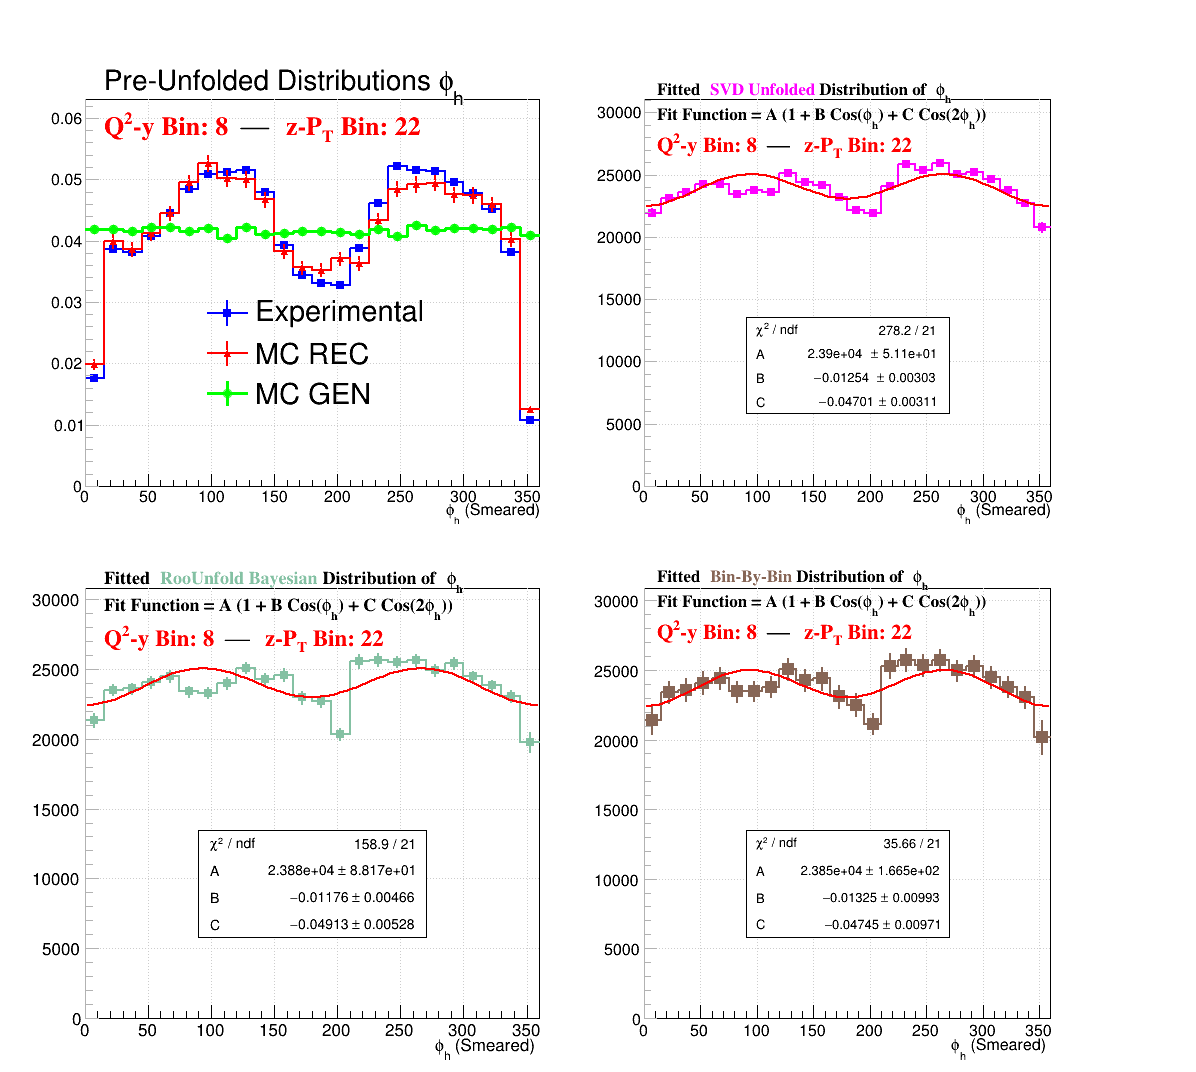 Pre-Unfolded Distributions ϕh
Q²-y Bin: 8 — z-PT Bin: 22
0.06
0.05
0.04
0.03
0.02
0.01
0
Experimental
MC REC
MC GEN
0 50 100 150 200 250 300 350
ϕh (Smeared)
Fitted SVD Unfolded Distribution of ϕh
Fit Function = A (1 + B Cos(ϕh) + C Cos(2ϕh))
Q²-y Bin: 8 — z-PT Bin: 22
30000
25000
20000
15000
10000
5000
0
χ² / ndf 278.2 / 21
A 2.39e+04 ± 5.11e+01
B −0.01254 ± 0.00303
C −0.04701 ± 0.00311
0 50 100 150 200 250 300 350
ϕh (Smeared)
Fitted RooUnfold Bayesian Distribution of ϕh
Fit Function = A (1 + B Cos(ϕh) + C Cos(2ϕh))
Q²-y Bin: 8 — z-PT Bin: 22
30000
25000
20000
15000
10000
5000
0
χ² / ndf 158.9 / 21
A 2.388e+04 ± 8.817e+01
B −0.01176 ± 0.00466
C −0.04913 ± 0.00528
0 50 100 150 200 250 300 350
ϕh (Smeared)
Fitted Bin-By-Bin Distribution of ϕh
Fit Function = A (1 + B Cos(ϕh) + C Cos(2ϕh))
Q²-y Bin: 8 — z-PT Bin: 22
30000
25000
20000
15000
10000
5000
0
χ² / ndf 35.66 / 21
A 2.385e+04 ± 1.665e+02
B −0.01325 ± 0.00993
C −0.04745 ± 0.00971
0 50 100 150 200 250 300 350
ϕh (Smeared)